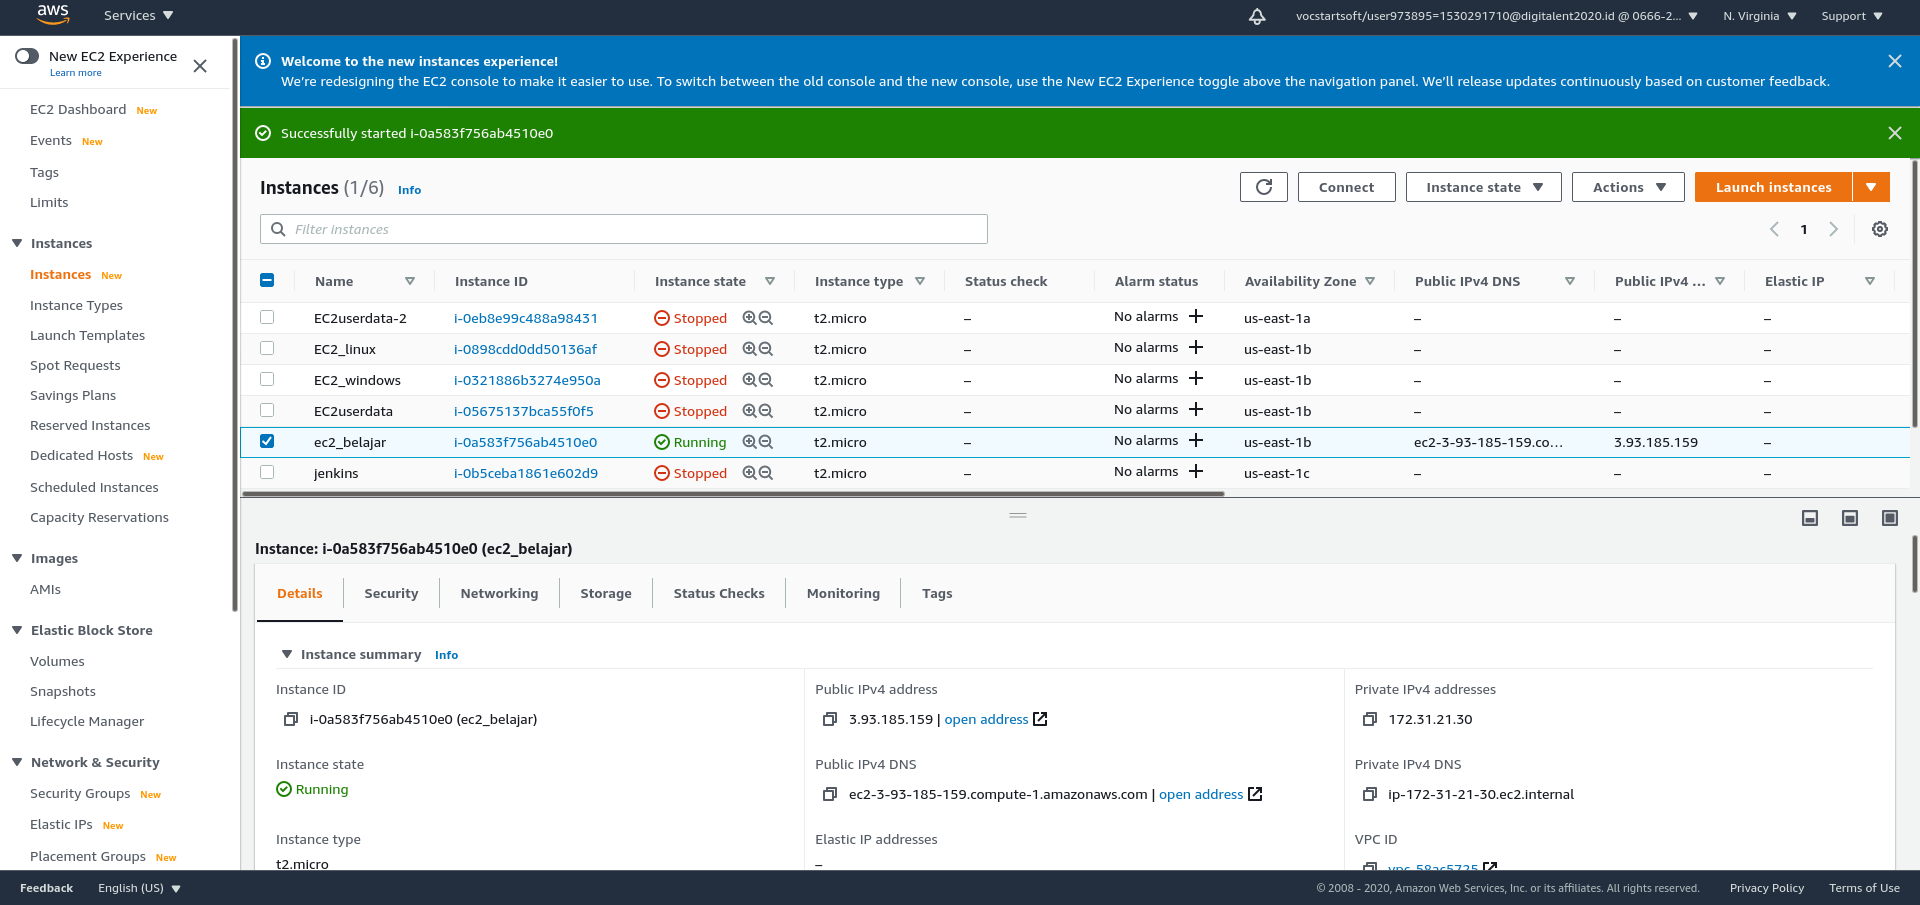 aws
Services
vocstartsoft/user973895=1530291710@digitalent2020.id @ 0666-2...
N. Virginia
Support
New EC2 Experience
Learn more
EC2 Dashboard New
Events New
Tags
Limits
Instances
Instances New
Instance Types
Launch Templates
Spot Requests
Savings Plans
Reserved Instances
Dedicated Hosts New
Scheduled Instances
Capacity Reservations
Images
AMIs
Elastic Block Store
Volumes
Snapshots
Lifecycle Manager
Network & Security
Security Groups New
Elastic IPs New
Placement Groups New
Welcome to the new instances experience!
We're redesigning the EC2 console to make it easier to use. To switch between the old console and the new console, use the New EC2 Experience toggle above the navigation panel. We'll release updates continuously based on customer feedback.
Successfully started i-0a583f756ab4510e0
Instances (1/6) Info
Connect
Instance state
Actions
Launch instances
Filter instances
1
Name Instance ID Instance state Instance type Status check Alarm status Availability Zone Public IPv4 DNS Public IPv4 ... Elastic IP
EC2userdata-2 i-0eb8e99c488a98431 Stopped t2.micro – No alarms us-east-1a – – –
EC2_linux i-0898cdd0dd50136af Stopped t2.micro – No alarms us-east-1b – – –
EC2_windows i-0321886b3274e950a Stopped t2.micro – No alarms us-east-1b – – –
EC2userdata i-05675137bca55f0f5 Stopped t2.micro – No alarms us-east-1b – – –
ec2_belajar i-0a583f756ab4510e0 Running t2.micro – No alarms us-east-1b ec2-3-93-185-159.co... 3.93.185.159 –
jenkins i-0b5ceba1861e602d9 Stopped t2.micro – No alarms us-east-1c – – –
Instance: i-0a583f756ab4510e0 (ec2_belajar)
Details Security Networking Storage Status Checks Monitoring Tags
Instance summary Info
Instance ID
i-0a583f756ab4510e0 (ec2_belajar)
Public IPv4 address
3.93.185.159 | open address
Private IPv4 addresses
172.31.21.30
Instance state
Running
Public IPv4 DNS
ec2-3-93-185-159.compute-1.amazonaws.com | open address
Private IPv4 DNS
ip-172-31-21-30.ec2.internal
Instance type
t2.micro
Elastic IP addresses
–
VPC ID
vpc-58ac5725
Feedback
English (US)
© 2008 - 2020, Amazon Web Services, Inc. or its affiliates. All rights reserved.
Privacy Policy
Terms of Use